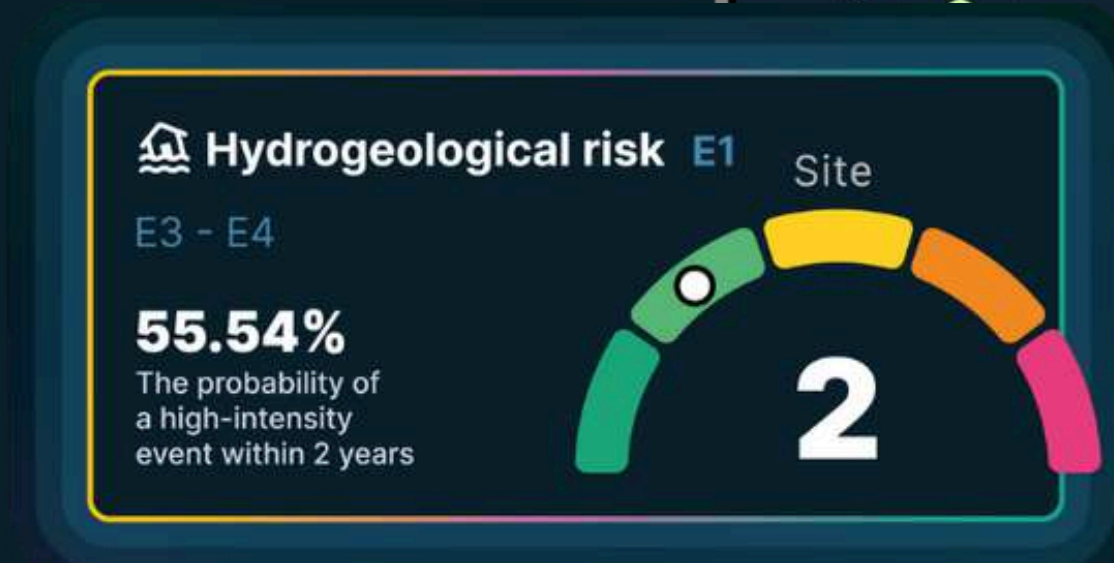 Hydrogeological risk E1
Site
E3 - E4
55.54%
The probability of
a high-intensity
event within 2 years
2